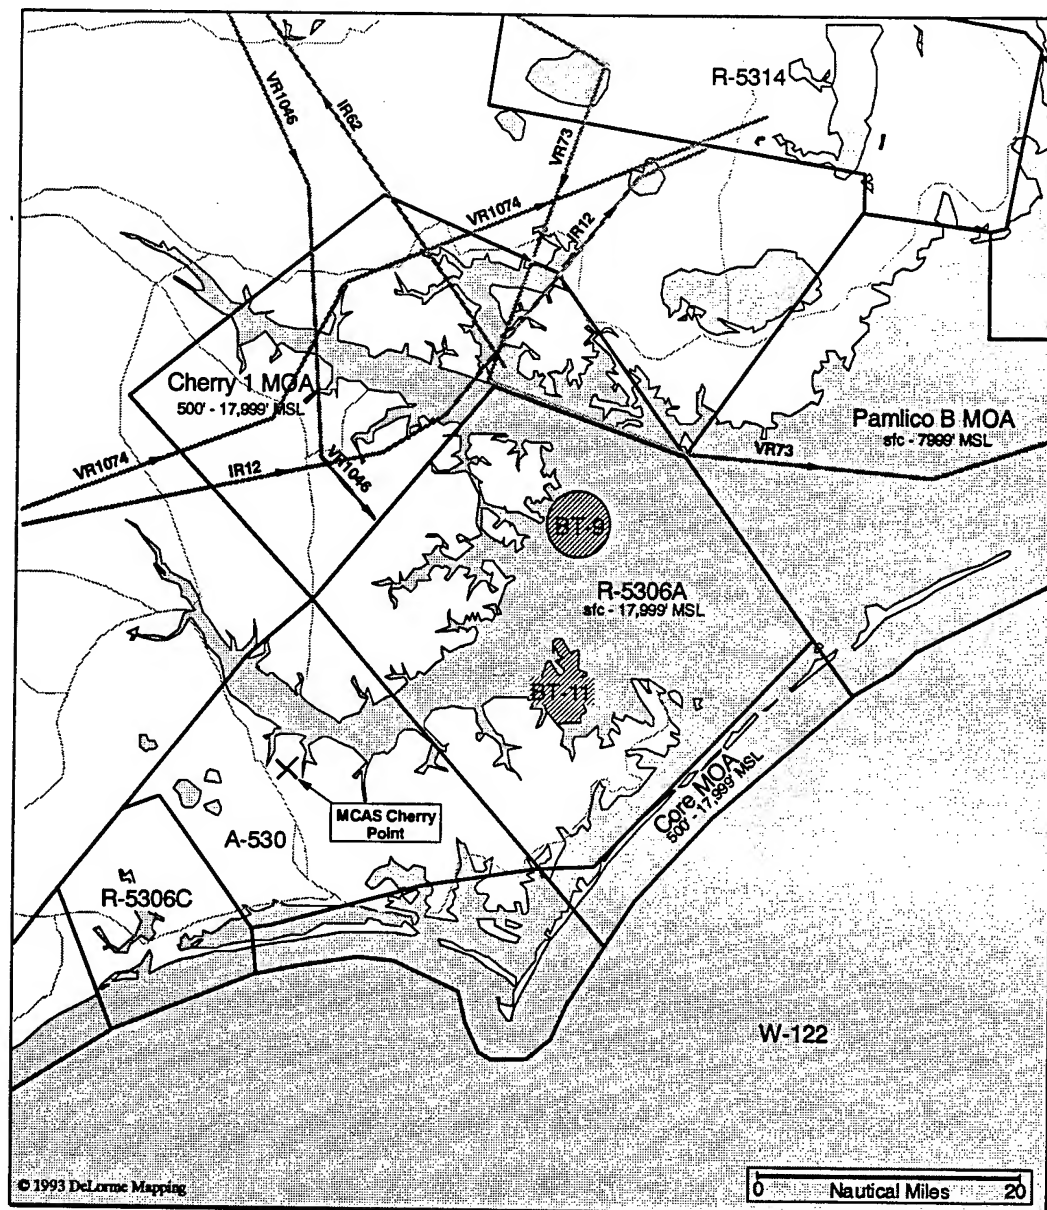 R-5314
VR1046
IR62
VR73
VR1074
IR12
Cherry 1 MOA
500' - 17,999' MSL
Pamlico B MOA
sfc - 7999' MSL
VR73
VR1074
IR12
VR1046
BT-9
R-5306A
sfc - 17,999' MSL
BT-11
Core MOA
500' - 17,999' MSL
MCAS Cherry
Point
A-530
R-5306C
W-122
© 1993 DeLorme Mapping
0 Nautical Miles 20